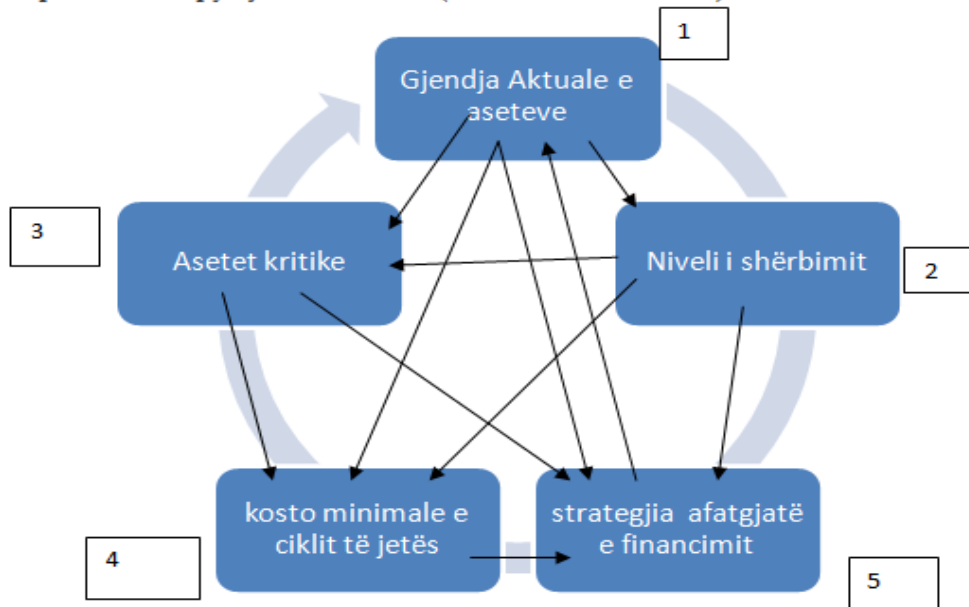 1
Gjendja Aktuale e
aseteve
3
Asetet kritike
Niveli i shërbimit
2
kosto minimale e
ciklit të jetës
strategjia afatgjatë
e financimit
4
5